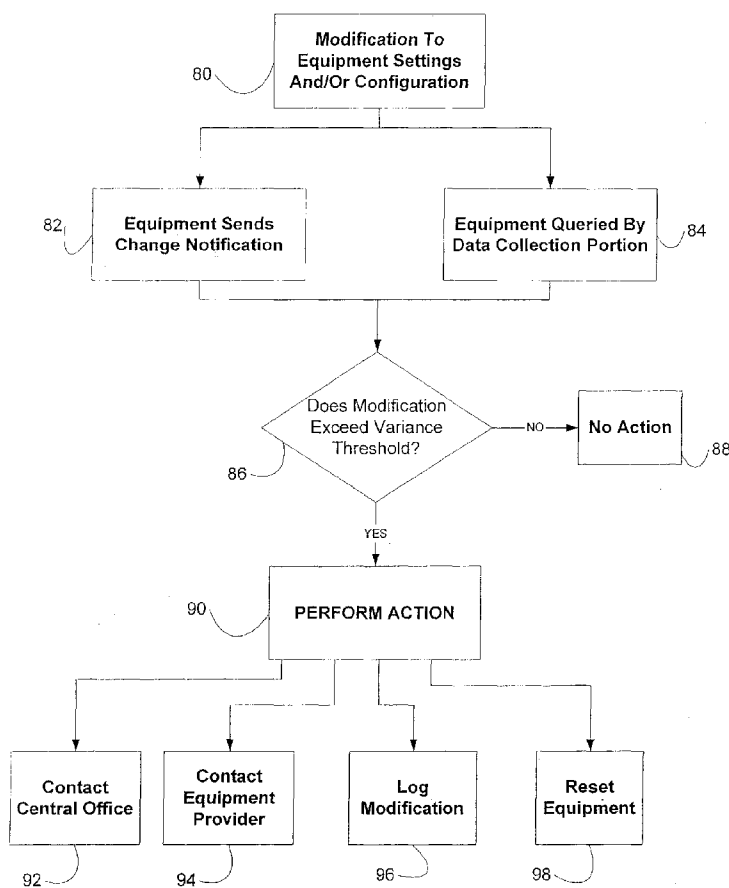 Modification To
Equipment Settings
And/Or Configuration
80
82
Equipment Sends
Change Notification
Equipment Queried By
Data Collection Portion
84
Does Modification
Exceed Variance
Threshold?
86
NO
No Action
88
YES
90
PERFORM ACTION
Contact
Central Office
Contact
Equipment
Provider
Log
Modification
Reset
Equipment
92
94
96
98